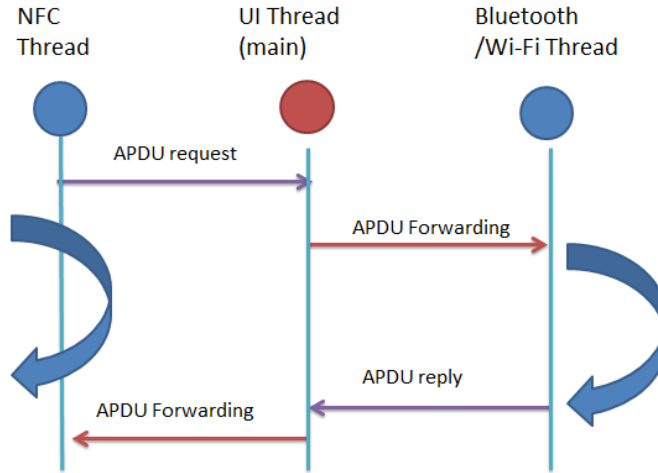 NFC
Thread
UI Thread
(main)
Bluetooth
/Wi-Fi Thread
APDU request
APDU Forwarding
APDU reply
APDU Forwarding